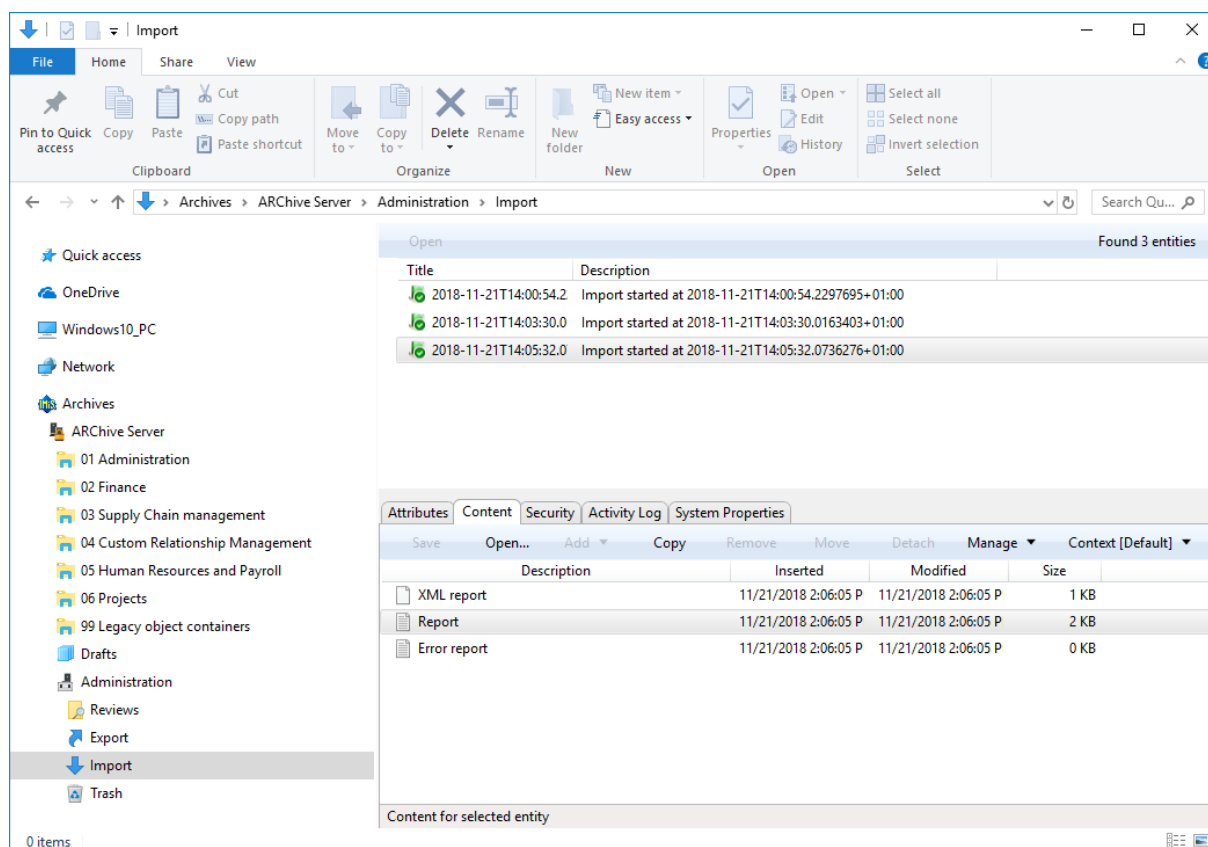 Import
File Home Share View
Pin to Quick access
Copy
Paste
Cut
Copy path
Paste shortcut
Clipboard
Move to
Copy to
Delete
Rename
Organize
New folder
New item
Easy access
New
Properties
Open
Edit
History
Open
Select all
Select none
Invert selection
Select
Archives > ARChive Server > Administration > Import
Search Qu...
Quick access
OneDrive
Windows10_PC
Network
Archives
ARChive Server
01 Administration
02 Finance
03 Supply Chain management
04 Custom Relationship Management
05 Human Resources and Payroll
06 Projects
99 Legacy object containers
Drafts
Administration
Reviews
Export
Import
Trash
Open Found 3 entities
Title Description
2018-11-21T14:00:54.2 Import started at 2018-11-21T14:00:54.2297695+01:00
2018-11-21T14:03:30.0 Import started at 2018-11-21T14:03:30.0163403+01:00
2018-11-21T14:05:32.0 Import started at 2018-11-21T14:05:32.0736276+01:00
Attributes Content Security Activity Log System Properties
Save Open... Add Copy Remove Move Detach Manage Context [Default]
Description Inserted Modified Size
XML report 11/21/2018 2:06:05 P 11/21/2018 2:06:05 P 1 KB
Report 11/21/2018 2:06:05 P 11/21/2018 2:06:05 P 2 KB
Error report 11/21/2018 2:06:05 P 11/21/2018 2:06:05 P 0 KB
Content for selected entity
0 items